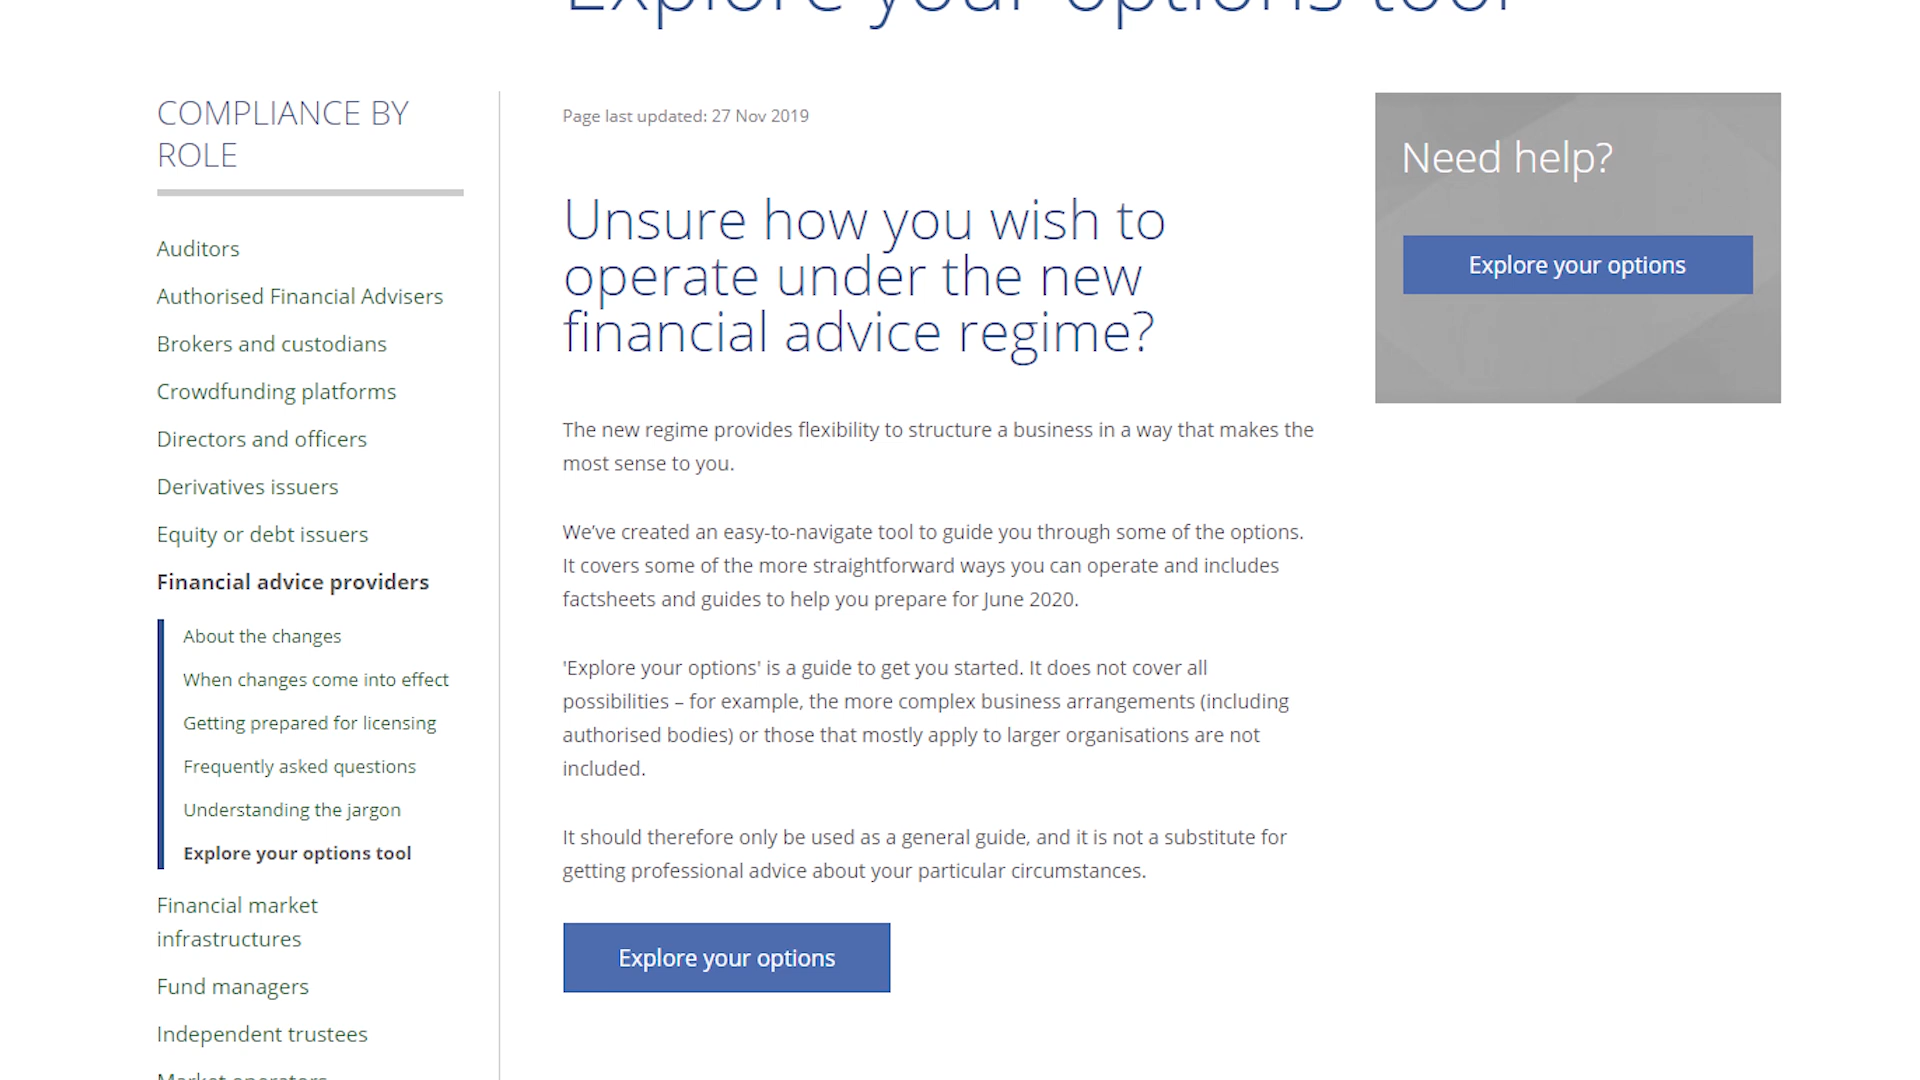 Explore your options tool
COMPLIANCE BY
ROLE
Auditors
Authorised Financial Advisers
Brokers and custodians
Crowdfunding platforms
Directors and officers
Derivatives issuers
Equity or debt issuers
Financial advice providers
About the changes
When changes come into effect
Getting prepared for licensing
Frequently asked questions
Understanding the jargon
Explore your options tool
Financial market
infrastructures
Fund managers
Independent trustees
Market operators
Page last updated: 27 Nov 2019
Unsure how you wish to
operate under the new
financial advice regime?
The new regime provides flexibility to structure a business in a way that makes the
most sense to you.
We’ve created an easy-to-navigate tool to guide you through some of the options.
It covers some of the more straightforward ways you can operate and includes
factsheets and guides to help you prepare for June 2020.
'Explore your options' is a guide to get you started. It does not cover all
possibilities – for example, the more complex business arrangements (including
authorised bodies) or those that mostly apply to larger organisations are not
included.
It should therefore only be used as a general guide, and it is not a substitute for
getting professional advice about your particular circumstances.
Explore your options
Need help?
Explore your options